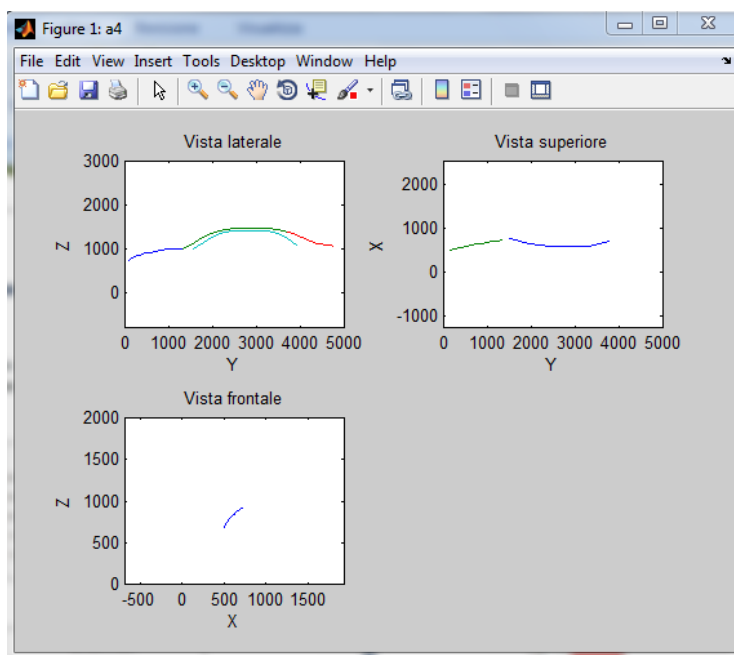 Figure 1: a4
File Edit View Insert Tools Desktop Window Help
Vista laterale
3000
2000
1000
0
Z
0 1000 2000 3000 4000 5000
Y
Vista superiore
2000
1000
0
-1000
X
0 1000 2000 3000 4000 5000
Y
Vista frontale
2000
1500
1000
500
0
Z
-500 0 500 1000 1500
X